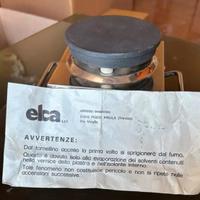 elca s.r.l.
AVVERTENZE:
Dal fornellino acceso la prima volta si sprigionerà del fumo.
Questo è dovuto solo alla evaporazione dei solventi contenuti
nella vernice della piastra e nell'isolante interno.
Tale fenomeno non costituisce pericolo e non si ripete nelle
accensioni successive.